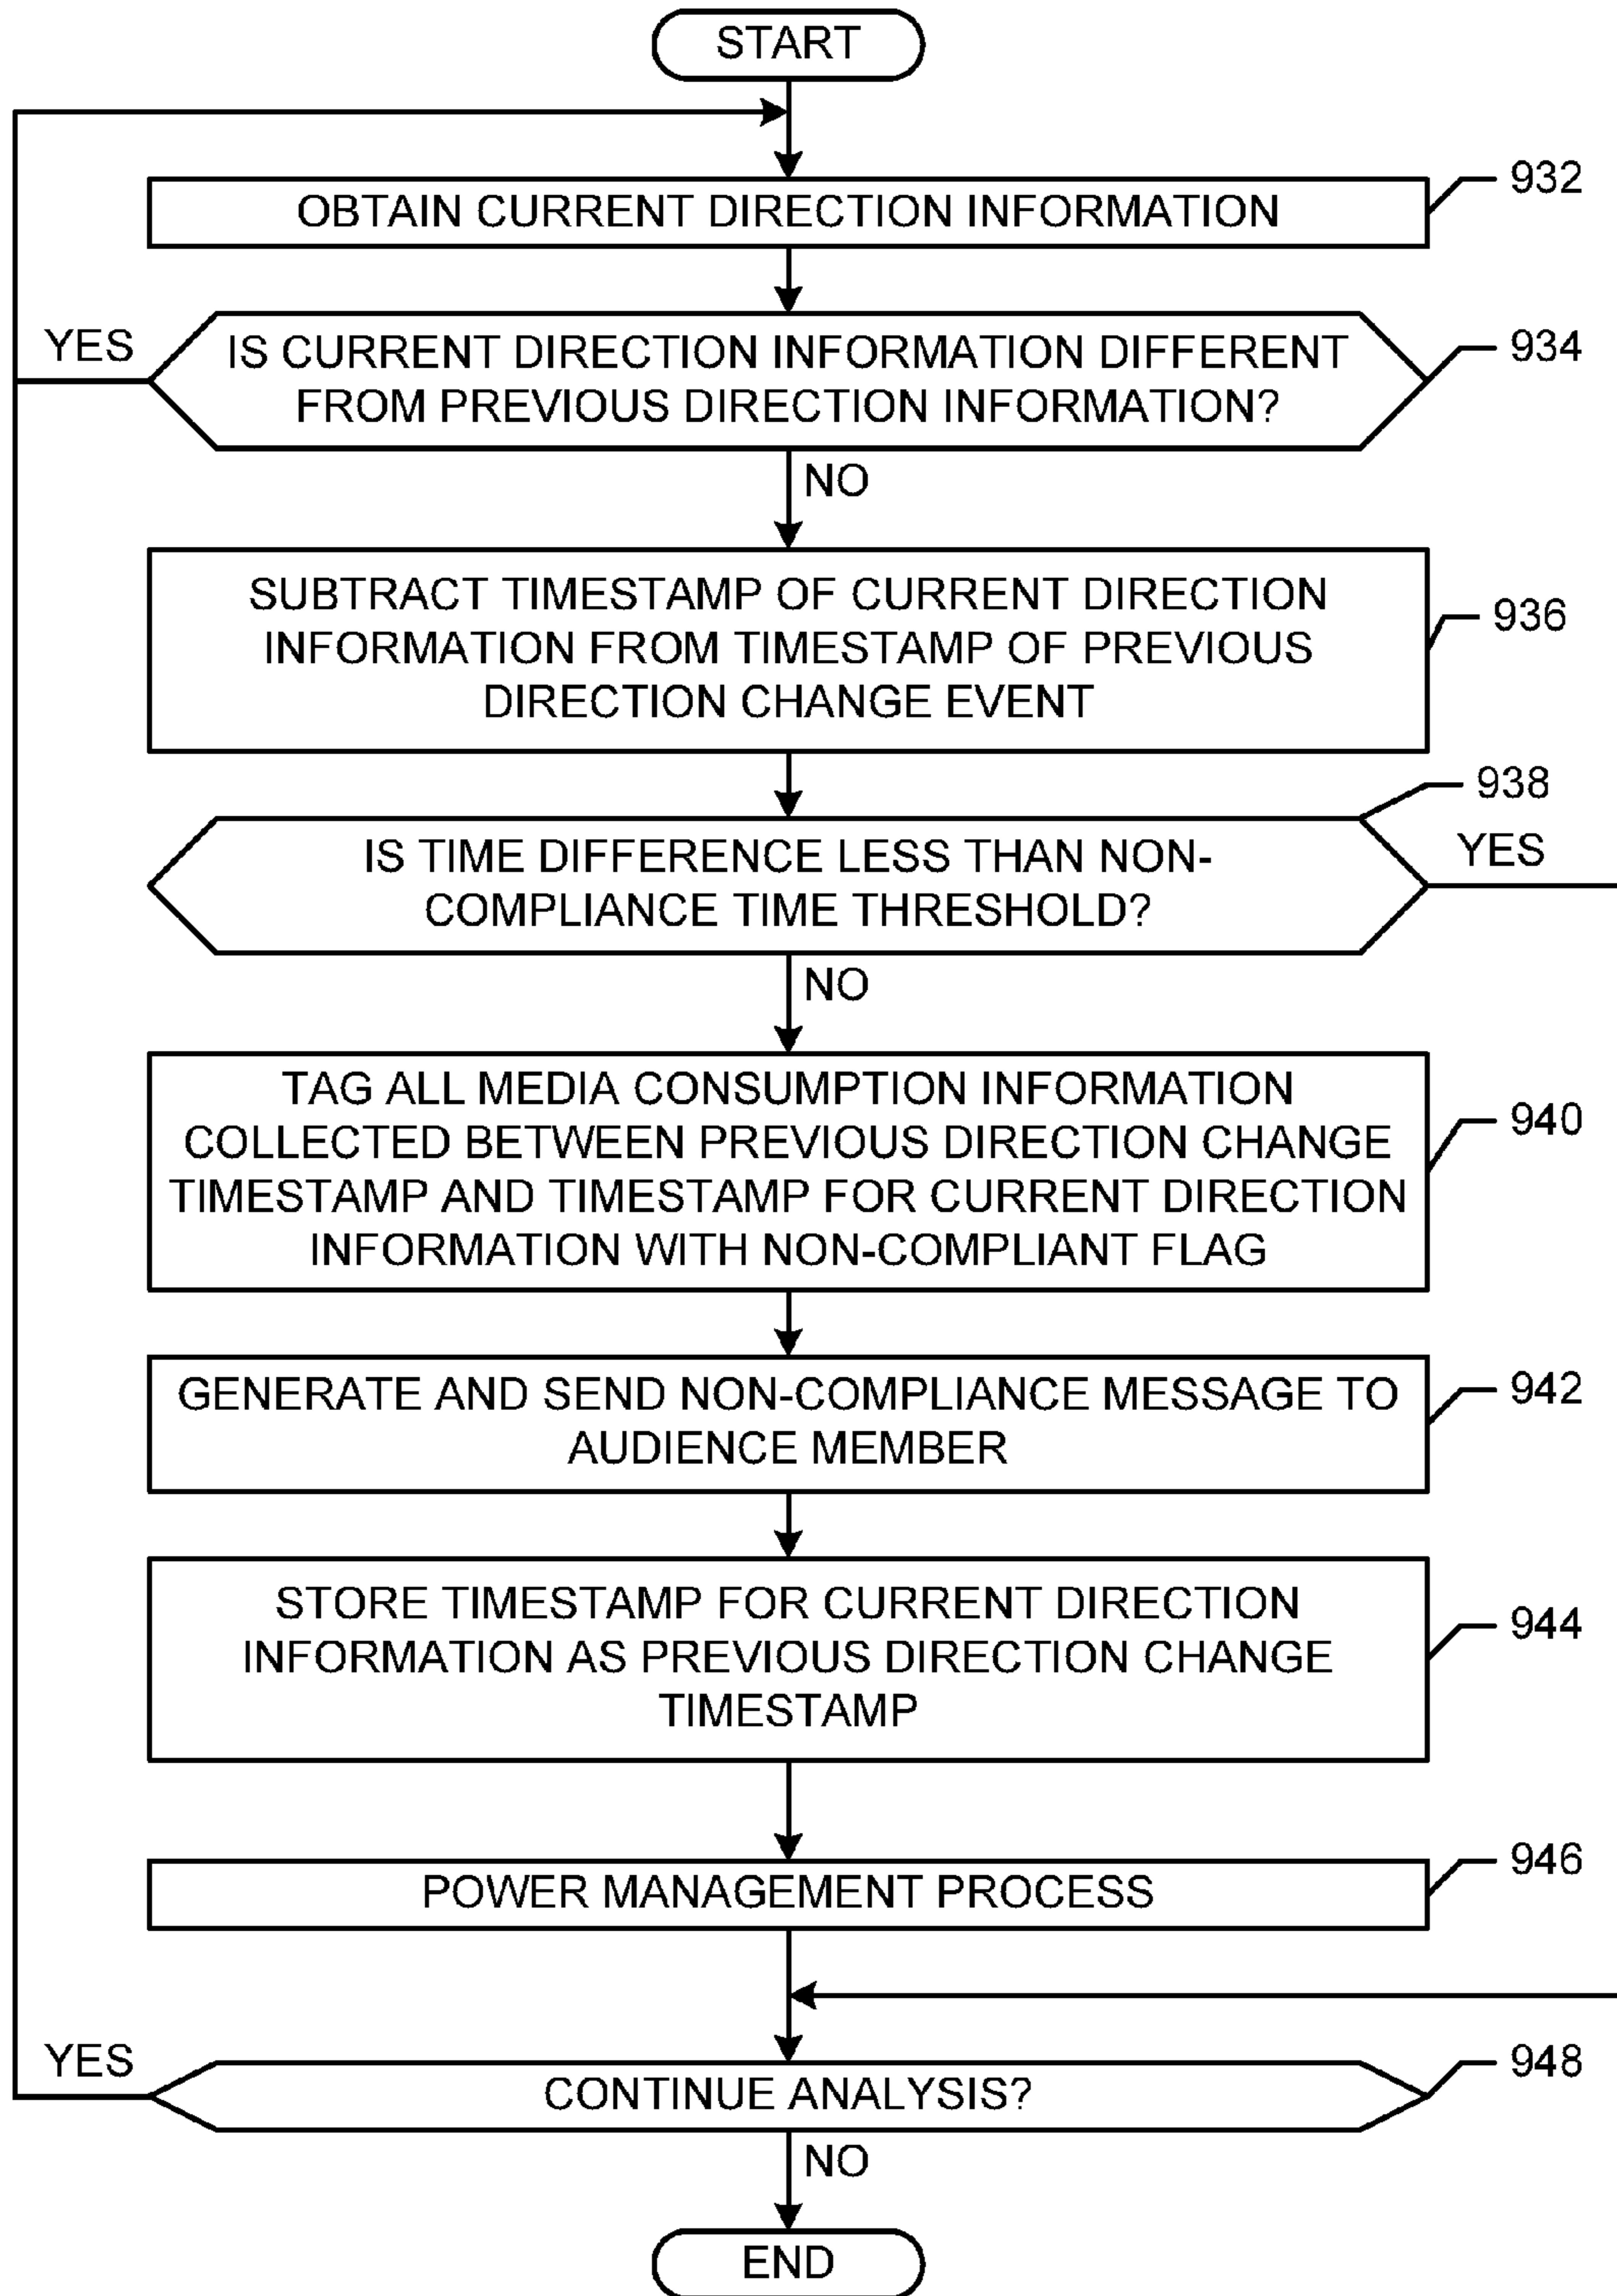 START
OBTAIN CURRENT DIRECTION INFORMATION
932
YES
IS CURRENT DIRECTION INFORMATION DIFFERENT
FROM PREVIOUS DIRECTION INFORMATION?
934
NO
SUBTRACT TIMESTAMP OF CURRENT DIRECTION
INFORMATION FROM TIMESTAMP OF PREVIOUS
DIRECTION CHANGE EVENT
936
938
IS TIME DIFFERENCE LESS THAN NON-
COMPLIANCE TIME THRESHOLD?
YES
NO
TAG ALL MEDIA CONSUMPTION INFORMATION
COLLECTED BETWEEN PREVIOUS DIRECTION CHANGE
TIMESTAMP AND TIMESTAMP FOR CURRENT DIRECTION
INFORMATION WITH NON-COMPLIANT FLAG
940
GENERATE AND SEND NON-COMPLIANCE MESSAGE TO
AUDIENCE MEMBER
942
STORE TIMESTAMP FOR CURRENT DIRECTION
INFORMATION AS PREVIOUS DIRECTION CHANGE
TIMESTAMP
944
POWER MANAGEMENT PROCESS
946
YES
CONTINUE ANALYSIS?
948
NO
END